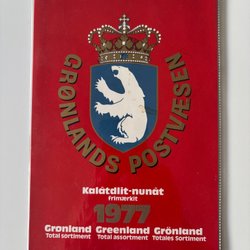 GRØNLANDS POSTVÆSEN
Kalâtdlit-nunât
frimærkit
1977
Grønland Greenland Grönland
Total sortiment Total assortment Totales Sortiment